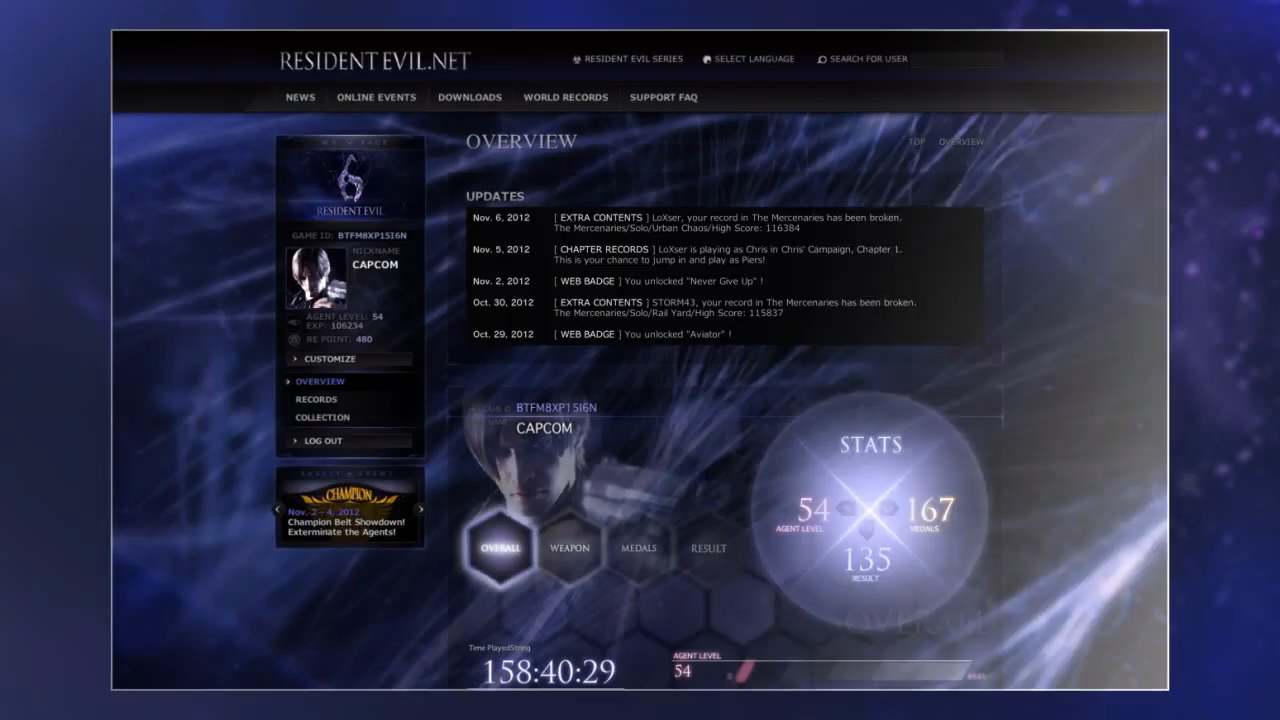 RESIDENT EVIL.NET
RESIDENT EVIL SERIES
SELECT LANGUAGE
SEARCH FOR USER
NEWS
ONLINE EVENTS
DOWNLOADS
WORLD RECORDS
SUPPORT FAQ
OVERVIEW
TOP OVERVIEW
6
RESIDENT EVIL
GAME ID: BTFM8XP15I6N
NICKNAME
CAPCOM
AGENT LEVEL: 54
EXP: 106234
RE POINT: 480
CUSTOMIZE
OVERVIEW
RECORDS
COLLECTION
LOG OUT
CHAMPION
Nov. 2 - 4, 2012
Champion Belt Showdown!
Exterminate the Agents!
UPDATES
Nov. 6, 2012 [ EXTRA CONTENTS ] LoXser, your record in The Mercenaries has been broken.
The Mercenaries/Solo/Urban Chaos/High Score: 116384
Nov. 5, 2012 [ CHAPTER RECORDS ] LoXser is playing as Chris in Chris' Campaign, Chapter 1.
This is your chance to jump in and play as Piers!
Nov. 2, 2012 [ WEB BADGE ] You unlocked "Never Give Up" !
Oct. 30, 2012 [ EXTRA CONTENTS ] STORM43, your record in The Mercenaries has been broken.
The Mercenaries/Solo/Rail Yard/High Score: 115837
Oct. 29, 2012 [ WEB BADGE ] You unlocked "Aviator" !
GAME ID BTFM8XP15I6N
NAME CAPCOM
OVERALL
WEAPON
MEDALS
RESULT
STATS
54
AGENT LEVEL
167
MEDALS
135
RESULT
OVERALL
Time PlayedString
158:40:29
AGENT LEVEL
54
0